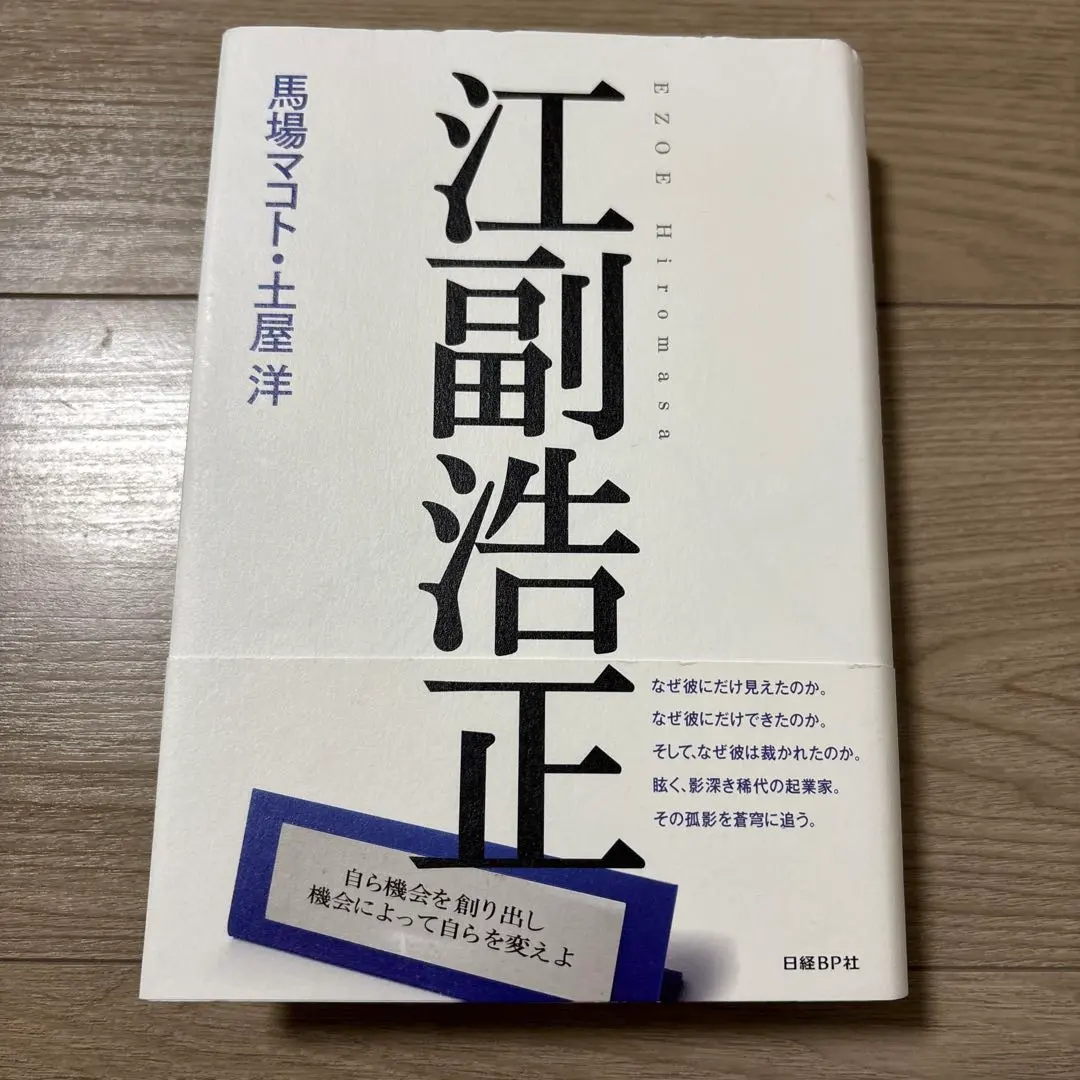 江副浩正
EZOE Hiromasa
馬場マコト・土屋 洋
なぜ彼にだけ見えたのか。
なぜ彼にだけできたのか。
そして、なぜ彼は裁かれたのか。
眩く、影深き稀代の起業家。
その孤影を蒼穹に追う。
自ら機会を創り出し
機会によって自らを変えよ
日経BP社